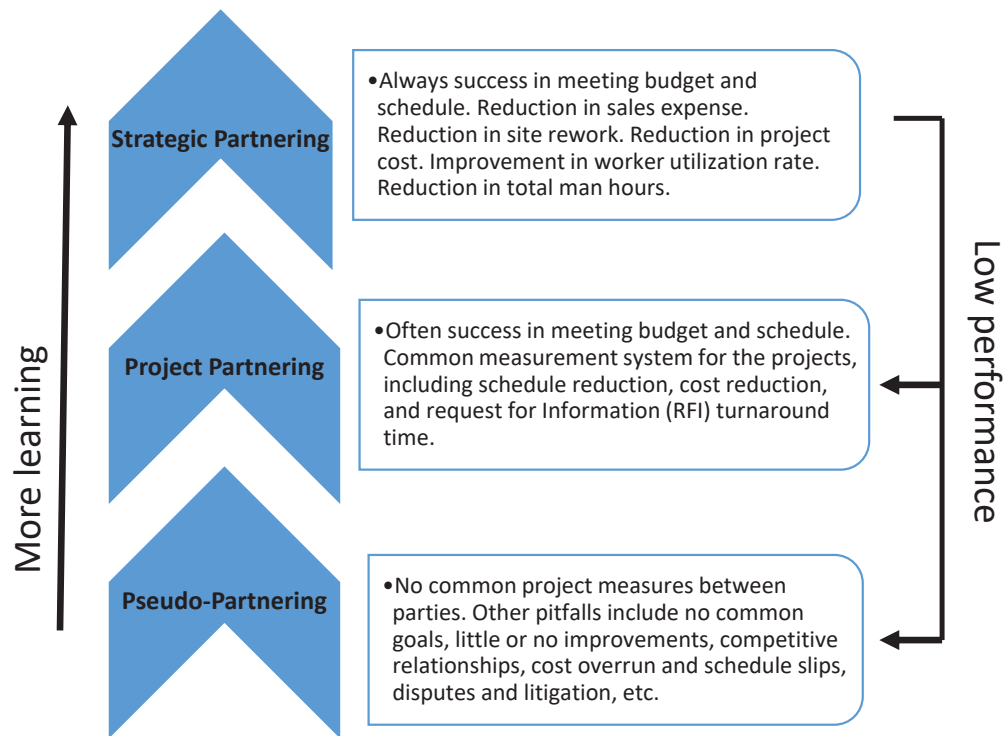 Strategic Partnering
•Always success in meeting budget and
schedule. Reduction in sales expense.
Reduction in site rework. Reduction in project
cost. Improvement in worker utilization rate.
Reduction in total man hours.
Project Partnering
•Often success in meeting budget and schedule.
Common measurement system for the projects,
including schedule reduction, cost reduction,
and request for Information (RFI) turnaround
time.
Pseudo-Partnering
•No common project measures between
parties. Other pitfalls include no common
goals, little or no improvements, competitive
relationships, cost overrun and schedule slips,
disputes and litigation, etc.
More learning
Low performance